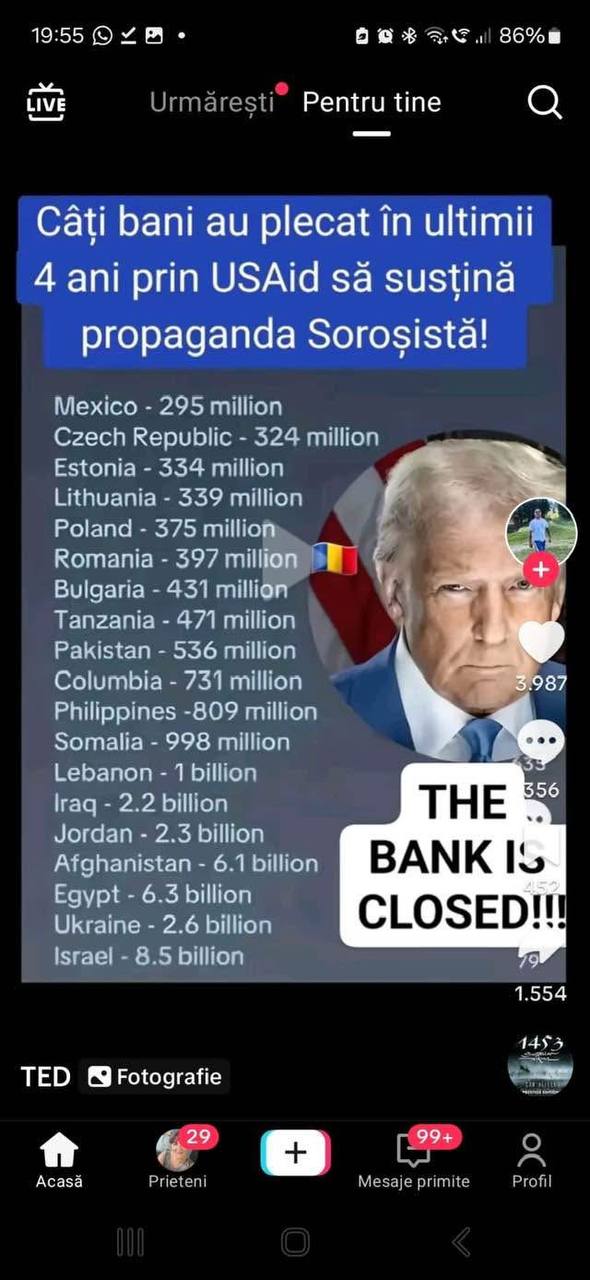 19:55
86%
LIVE
Urmărești
Pentru tine
Câți bani au plecat în ultimii
4 ani prin USAid să susțină
propaganda Soroșistă!
Mexico - 295 million
Czech Republic - 324 million
Estonia - 334 million
Lithuania - 339 million
Poland - 375 million
Romania - 397 million
Bulgaria - 431 million
Tanzania - 471 million
Pakistan - 536 million
Columbia - 731 million
Philippines -809 million
Somalia - 998 million
Lebanon - 1 billion
Iraq - 2.2 billion
Jordan - 2.3 billion
Afghanistan - 6.1 billion
Egypt - 6.3 billion
Ukraine - 2.6 billion
Israel - 8.5 billion
THE
BANK IS
CLOSED!!!
3.987
356
452
79
1.554
1453
TED
Fotografie
29
99+
Acasă
Prieteni
Mesaje primite
Profil